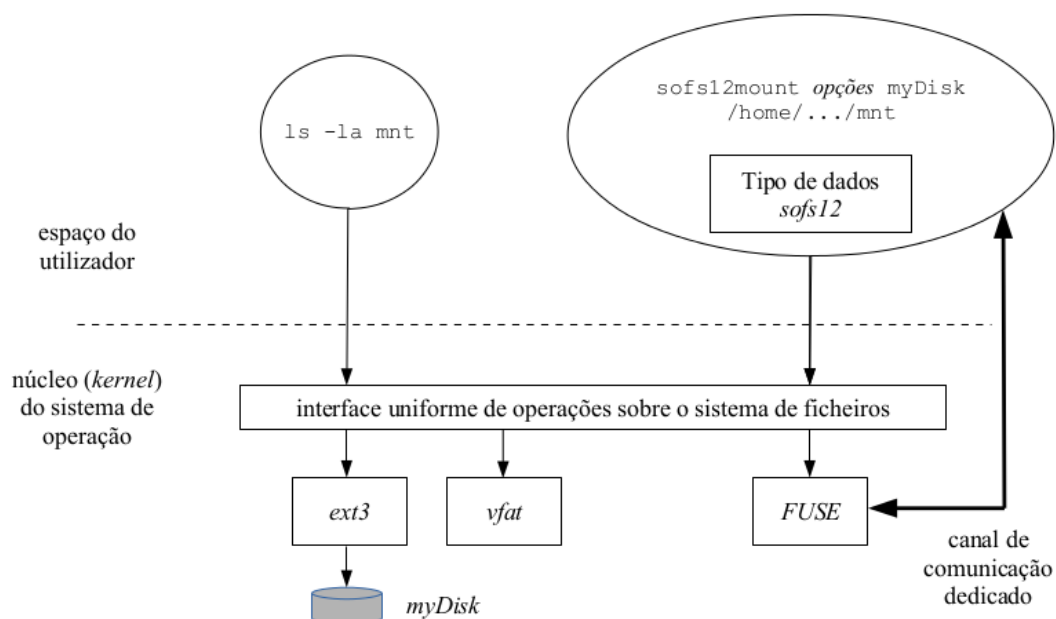 sofs12mount opções myDisk
/home/.../mnt
ls -la mnt
Tipo de dados
sofs12
espaço do
utilizador
núcleo (kernel)
do sistema de
operação
interface uniforme de operações sobre o sistema de ficheiros
ext3
vfat
FUSE
canal de
comunicação
dedicado
myDisk